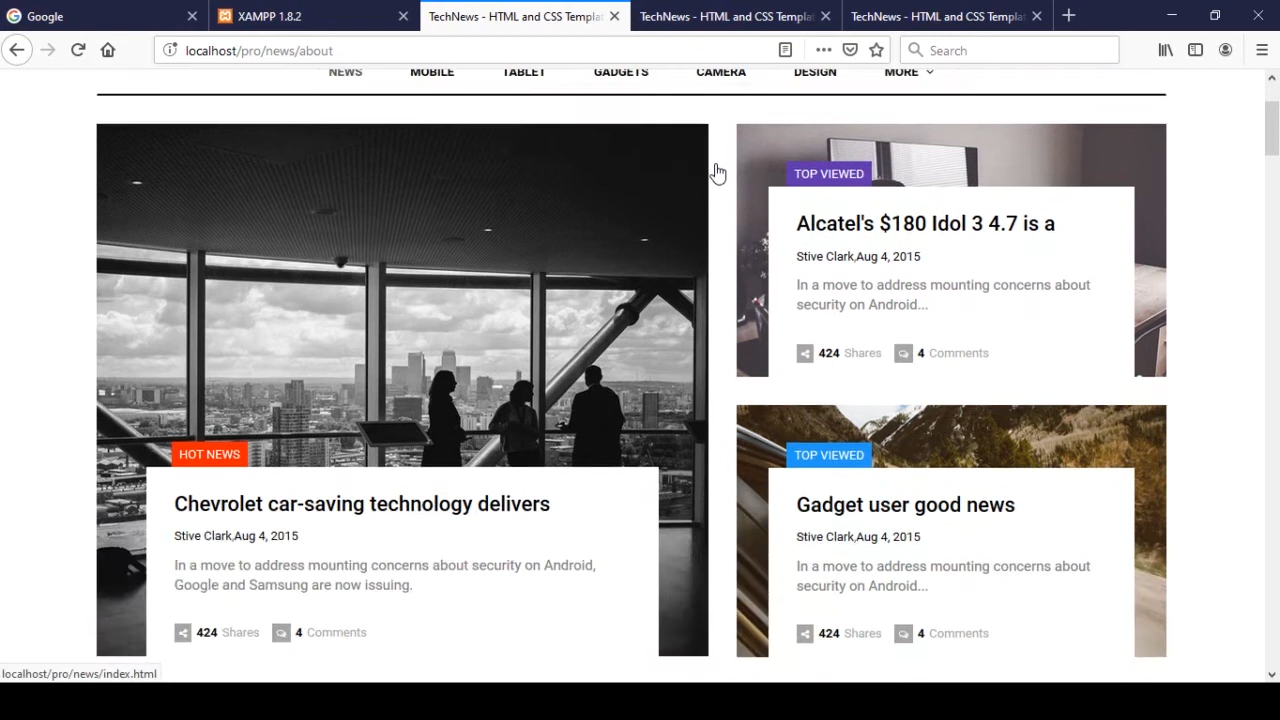 Google
XAMPP 1.8.2
TechNews - HTML and CSS Templat
TechNews - HTML and CSS Templat
TechNews - HTML and CSS Templat
localhost/pro/news/about
Search
NEWS MOBILE TABLET GADGETS CAMERA DESIGN MORE
TOP VIEWED
Alcatel's $180 Idol 3 4.7 is a
Stive Clark,Aug 4, 2015
In a move to address mounting concerns about
security on Android...
424 Shares 4 Comments
HOT NEWS
Chevrolet car-saving technology delivers
Stive Clark,Aug 4, 2015
In a move to address mounting concerns about security on Android,
Google and Samsung are now issuing.
424 Shares 4 Comments
TOP VIEWED
Gadget user good news
Stive Clark,Aug 4, 2015
In a move to address mounting concerns about
security on Android...
424 Shares 4 Comments
localhost/pro/news/index.html